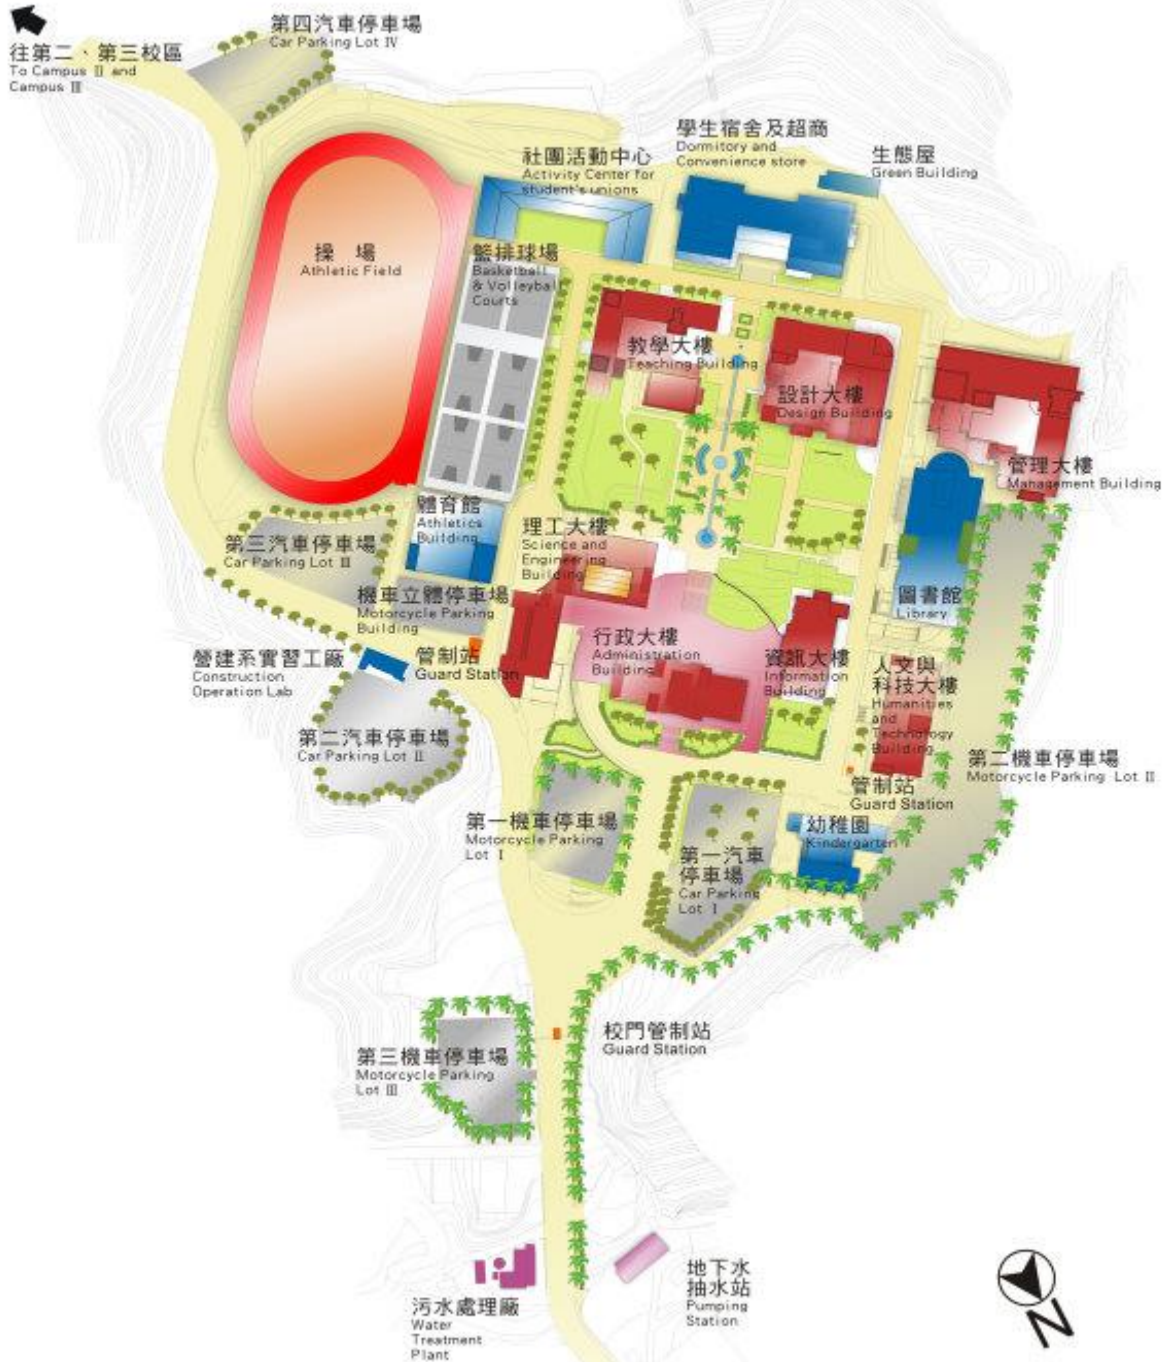 第四汽車停車場
Car Parking Lot Ⅳ
往第二、第三校區
To Campus Ⅱ and
Campus Ⅲ
學生宿舍及超商
Dormitory and
Convenience store
社團活動中心
Activity Center for
student's unions
生態屋
Green Building
操 場
Athletic Field
籃排球場
Basketball
& Volleyball
Courts
教學大樓
Teaching Building
設計大樓
Design Building
管理大樓
Management Building
體育館
Athletics
Building
理工大樓
Science and
Engineering
Building
第三汽車停車場
Car Parking Lot Ⅲ
機車立體停車場
Motorcycle Parking
Building
圖書館
Library
行政大樓
Administration
Building
資訊大樓
Information
Building
人文與
科技大樓
Humanities
and
Technology
Building
營建系實習工廠
Construction
Operation Lab
管制站
Guard Station
第二汽車停車場
Car Parking Lot Ⅱ
第二機車停車場
Motorcycle Parking Lot Ⅱ
管制站
Guard Station
第一機車停車場
Motorcycle Parking
Lot Ⅰ
幼稚園
Kindergarten
第一汽車
停車場
Car Parking
Lot Ⅰ
校門管制站
Guard Station
第三機車停車場
Motorcycle Parking
Lot Ⅲ
地下水
抽水站
Pumping
Station
污水處理廠
Water
Treatment
Plant
N